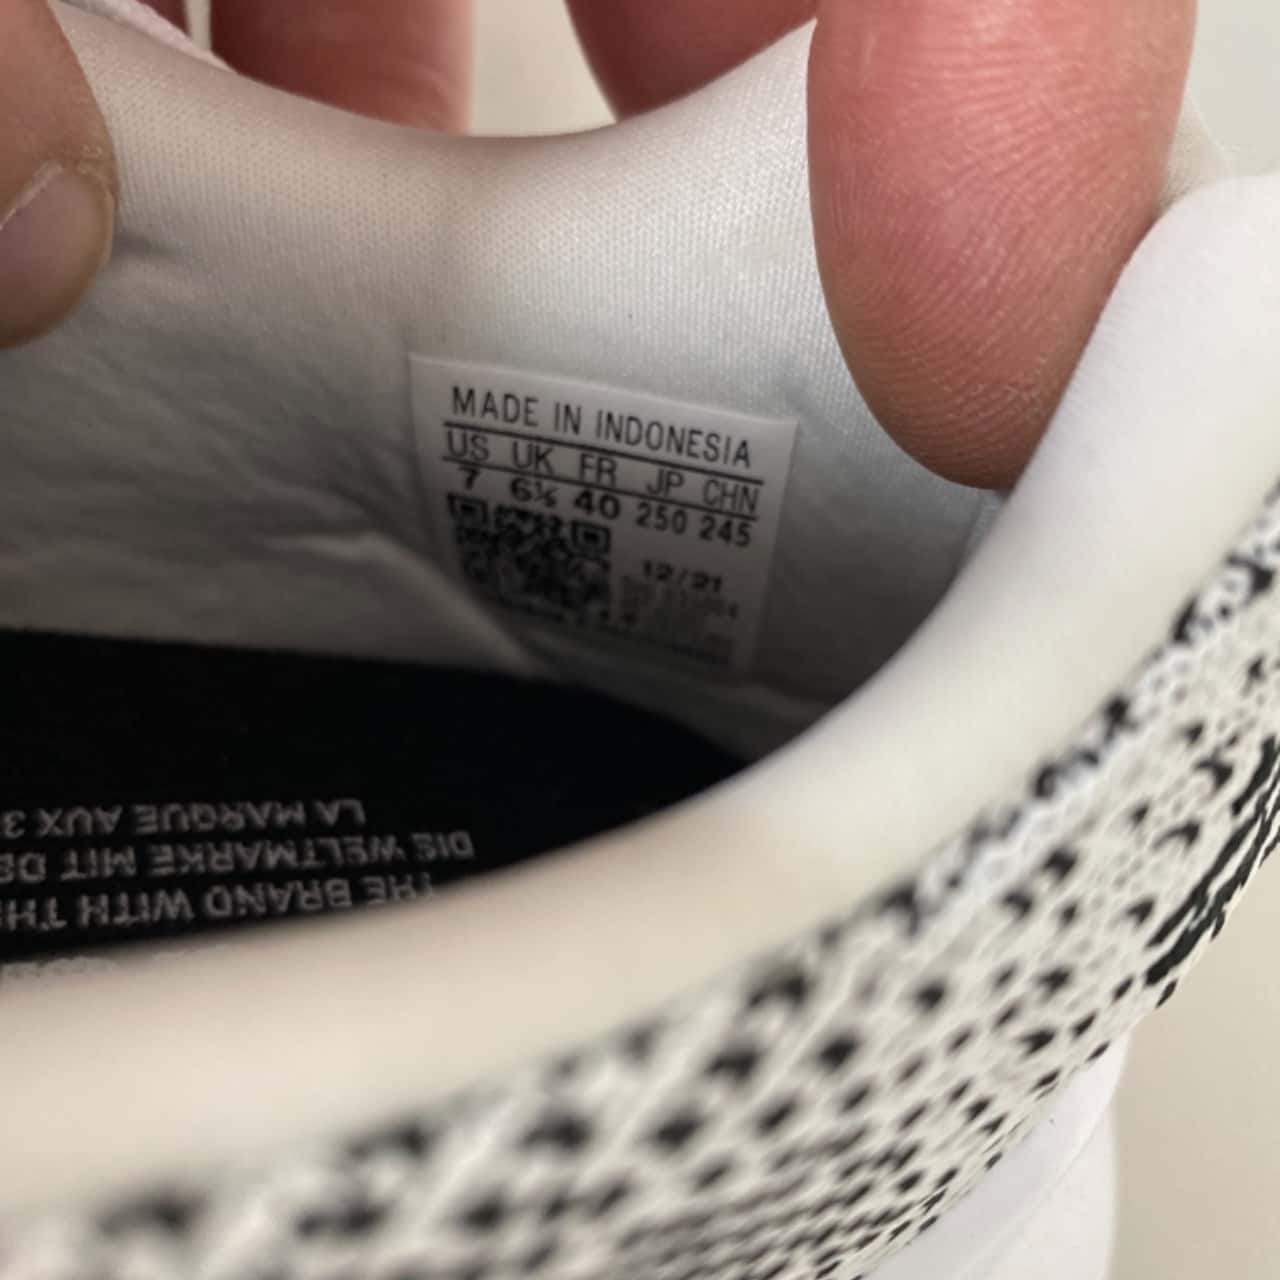 MADE IN INDONESIA
US UK FR JP CHN
7 6½ 40 250 245
12/21
THE BRAND WITH THE
DIE WELTMARKE MIT DE
LA MARQUE AUX 3